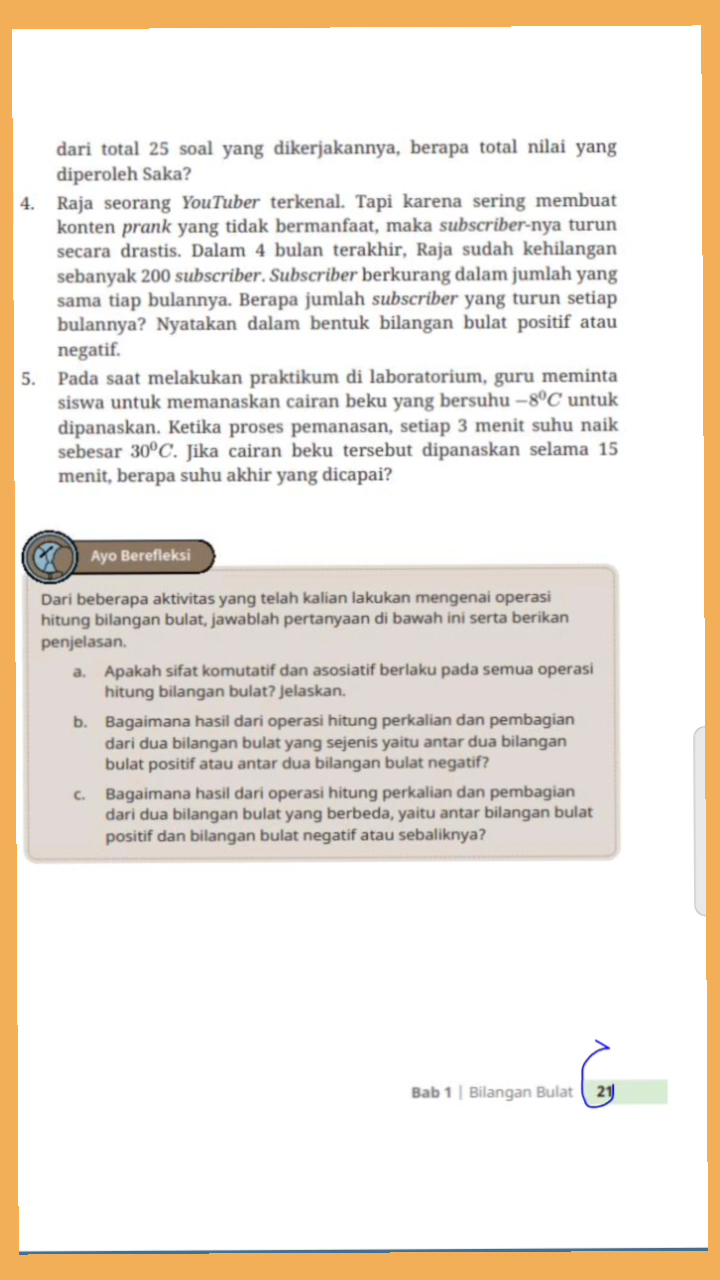 dari total 25 soal yang dikerjakannya, berapa total nilai yang
diperoleh Saka?
4. Raja seorang YouTuber terkenal. Tapi karena sering membuat
konten prank yang tidak bermanfaat, maka subscriber-nya turun
secara drastis. Dalam 4 bulan terakhir, Raja sudah kehilangan
sebanyak 200 subscriber. Subscriber berkurang dalam jumlah yang
sama tiap bulannya. Berapa jumlah subscriber yang turun setiap
bulannya? Nyatakan dalam bentuk bilangan bulat positif atau
negatif.
5. Pada saat melakukan praktikum di laboratorium, guru meminta
siswa untuk memanaskan cairan beku yang bersuhu −8⁰C untuk
dipanaskan. Ketika proses pemanasan, setiap 3 menit suhu naik
sebesar 30⁰C. Jika cairan beku tersebut dipanaskan selama 15
menit, berapa suhu akhir yang dicapai?
Ayo Berefleksi
Dari beberapa aktivitas yang telah kalian lakukan mengenai operasi
hitung bilangan bulat, jawablah pertanyaan di bawah ini serta berikan
penjelasan.
a. Apakah sifat komutatif dan asosiatif berlaku pada semua operasi
hitung bilangan bulat? Jelaskan.
b. Bagaimana hasil dari operasi hitung perkalian dan pembagian
dari dua bilangan bulat yang sejenis yaitu antar dua bilangan
bulat positif atau antar dua bilangan bulat negatif?
c. Bagaimana hasil dari operasi hitung perkalian dan pembagian
dari dua bilangan bulat yang berbeda, yaitu antar bilangan bulat
positif dan bilangan bulat negatif atau sebaliknya?
Bab 1 | Bilangan Bulat 21